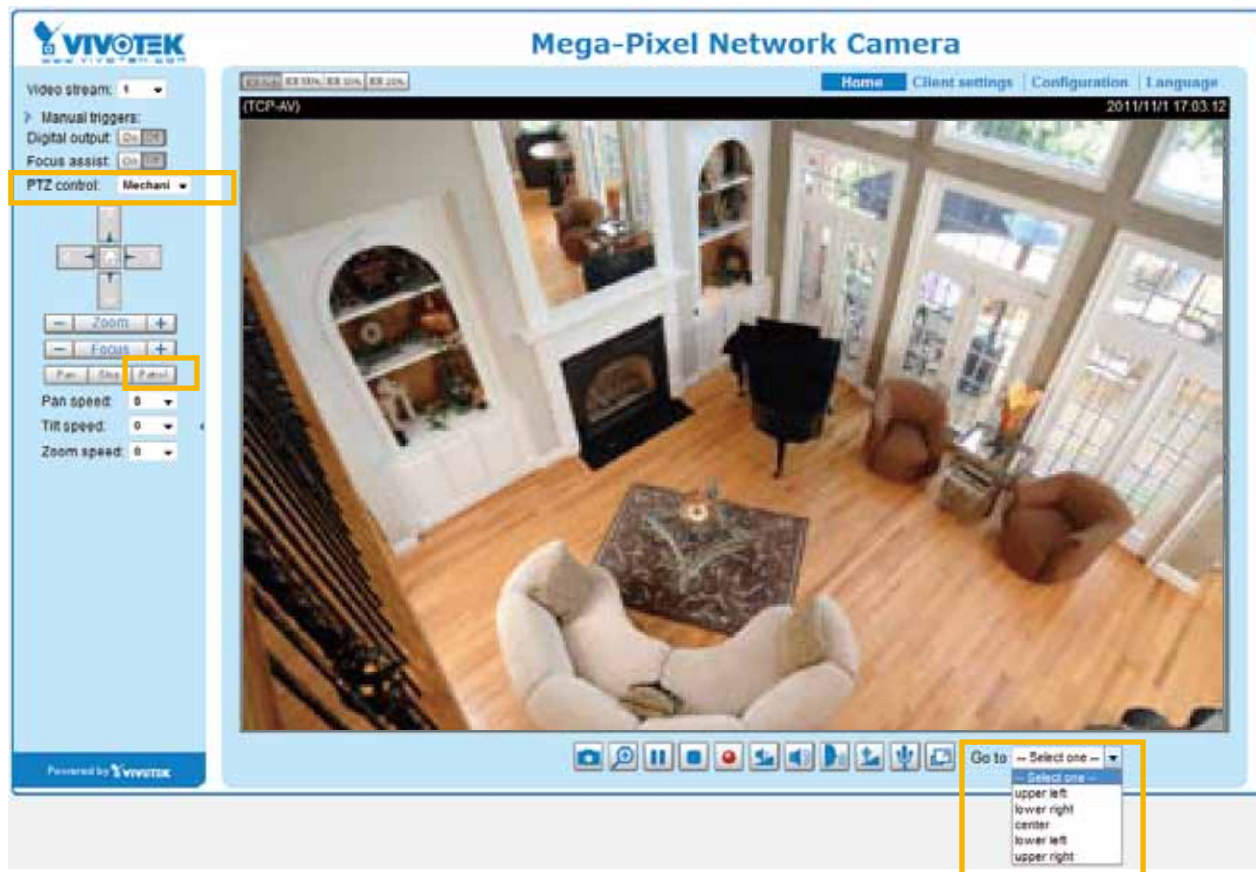 VIVOTEK
www.vivotek.com
Mega-Pixel Network Camera
Home
Client settings
Configuration
Language
Video stream: 1
Manual triggers:
Digital output: On Off
Focus assist: On Off
PTZ control: Mechani
- Zoom +
- Focus +
Pan Stop Patrol
Pan speed: 0
Tilt speed: 0
Zoom speed: 0
(TCP-AV)
2011/11/1 17:03:12
Powered by VIVOTEK
Go to: -- Select one --
-- Select one --
upper left
lower right
center
lower left
upper right